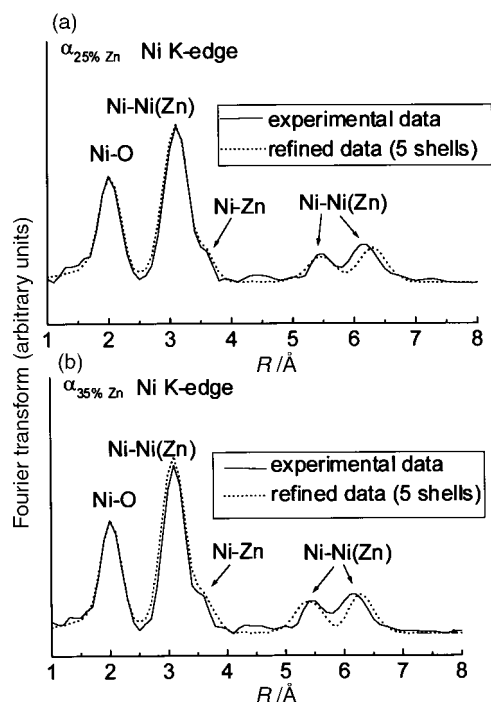 (a)
α25% Zn Ni K-edge
Ni-Ni(Zn)
experimental data
refined data (5 shells)
Ni-O
Ni-Zn
Ni-Ni(Zn)
1 2 3 4 5 6 7 8
R /Å
(b)
α35% Zn Ni K-edge
Ni-Ni(Zn)
experimental data
refined data (5 shells)
Ni-O
Ni-Zn
Ni-Ni(Zn)
1 2 3 4 5 6 7 8
R /Å
Fourier transform (arbitrary units)